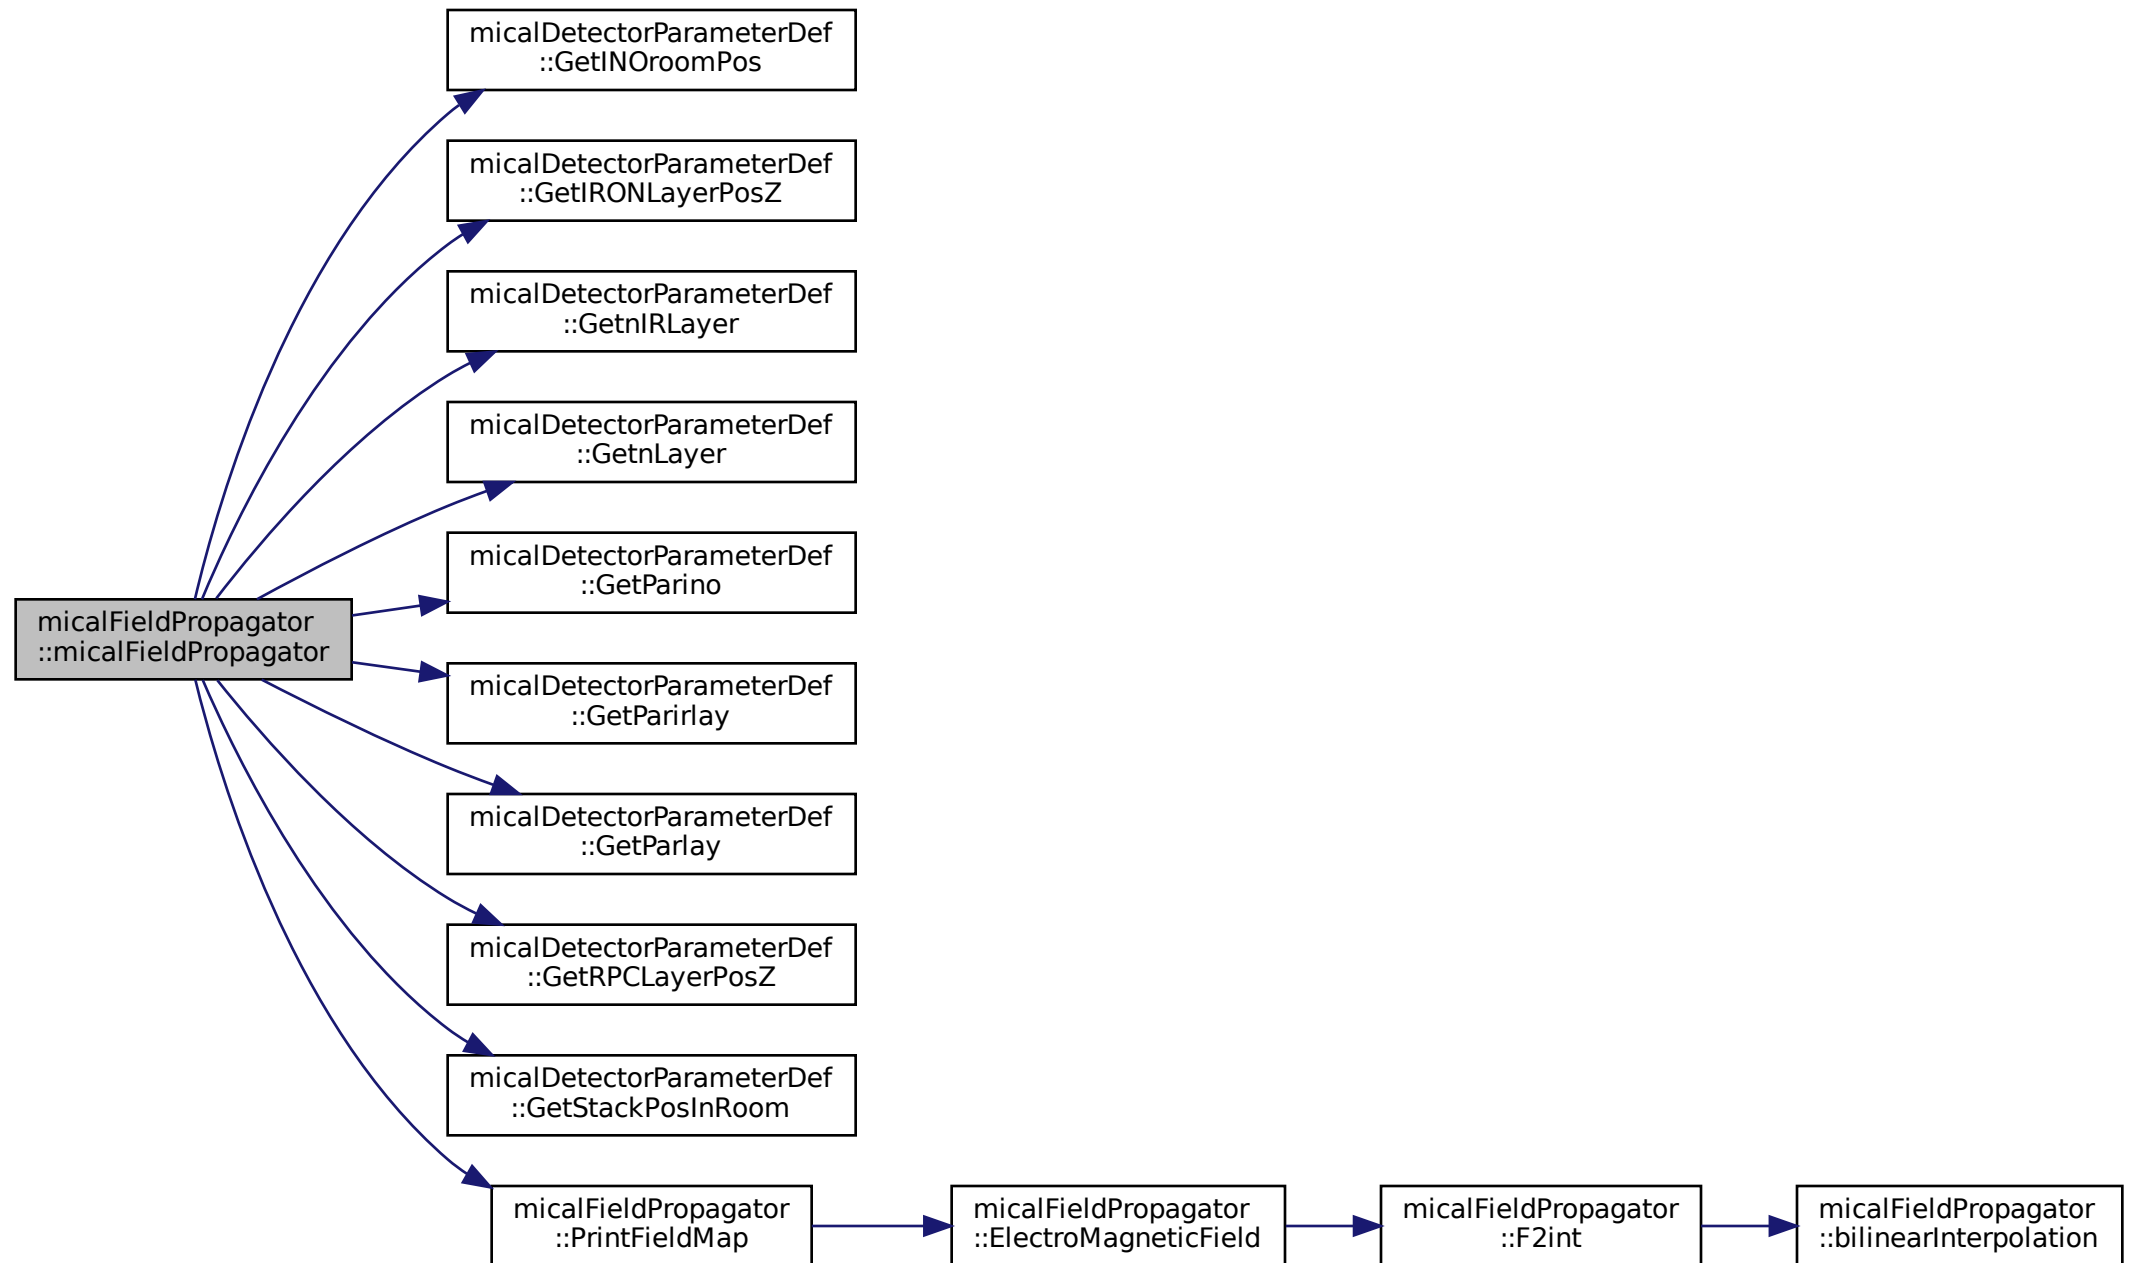 micalDetectorParameterDef
::GetINOroomPos
micalDetectorParameterDef
::GetIRONLayerPosZ
micalDetectorParameterDef
::GetnIRLayer
micalDetectorParameterDef
::GetnLayer
micalDetectorParameterDef
::GetParino
micalFieldPropagator
::micalFieldPropagator
micalDetectorParameterDef
::GetParirlay
micalDetectorParameterDef
::GetParlay
micalDetectorParameterDef
::GetRPCLayerPosZ
micalDetectorParameterDef
::GetStackPosInRoom
micalFieldPropagator
::PrintFieldMap
micalFieldPropagator
::ElectroMagneticField
micalFieldPropagator
::F2int
micalFieldPropagator
::bilinearInterpolation